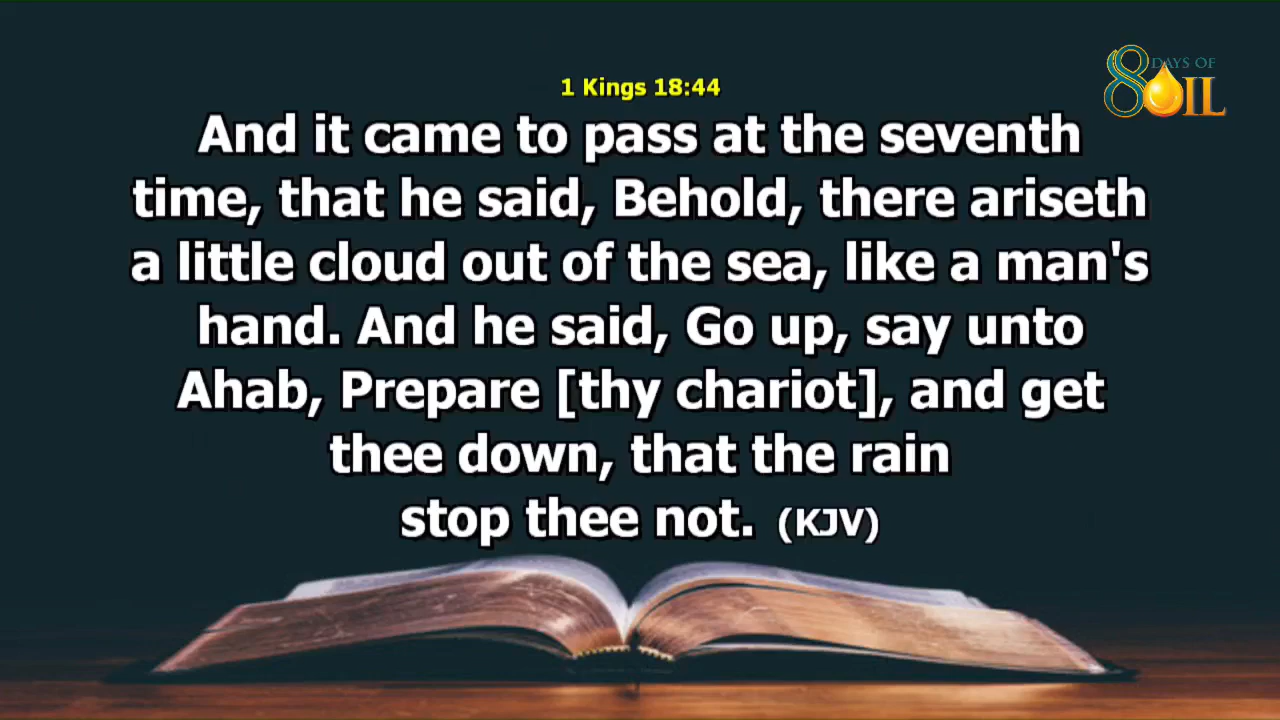 8 DAYS OF
OIL
1 Kings 18:44
And it came to pass at the seventh
time, that he said, Behold, there ariseth
a little cloud out of the sea, like a man's
hand. And he said, Go up, say unto
Ahab, Prepare [thy chariot], and get
thee down, that the rain
stop thee not. (KJV)